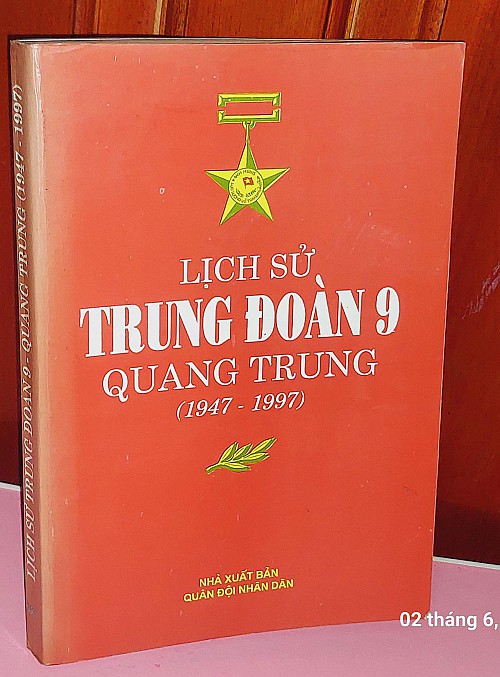 LỊCH SỬ
TRUNG ĐOÀN 9
QUANG TRUNG
(1947 - 1997)
NHÀ XUẤT BẢN
QUÂN ĐỘI NHÂN DÂN
LỊCH SỬ TRUNG ĐOÀN 9 - QUANG TRUNG (1947 - 1997)
02 tháng 6,